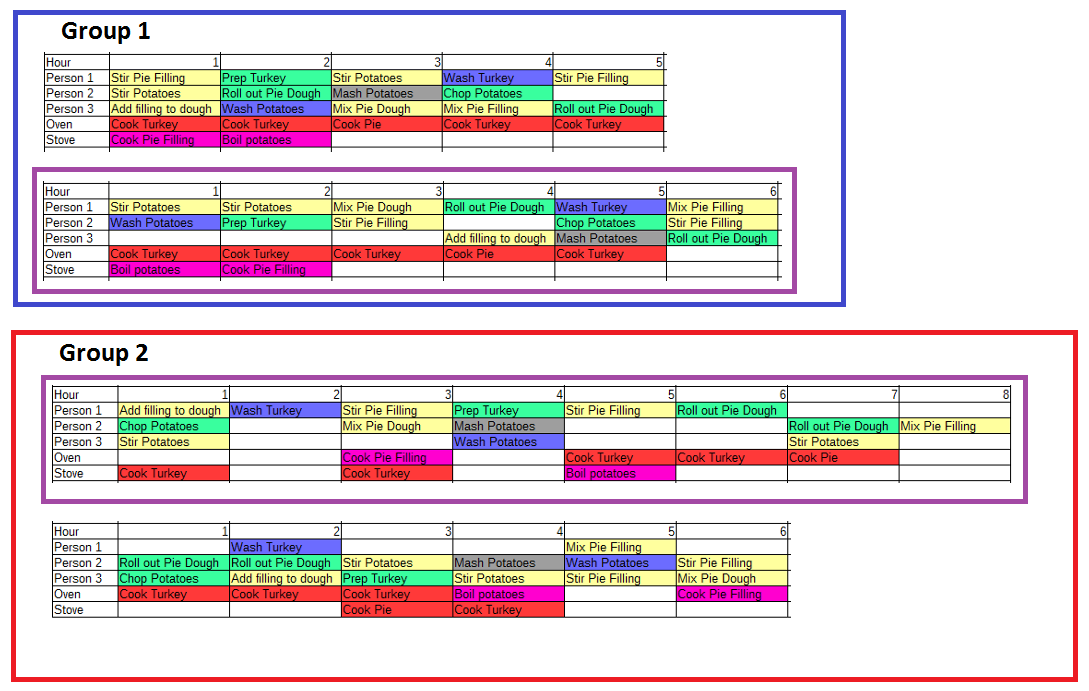 Group 1
Hour 1 2 3 4 5
Person 1 Stir Pie Filling Prep Turkey Stir Potatoes Wash Turkey Stir Pie Filling
Person 2 Stir Potatoes Roll out Pie Dough Mash Potatoes Chop Potatoes
Person 3 Add filling to dough Wash Potatoes Mix Pie Dough Mix Pie Filling Roll out Pie Dough
Oven Cook Turkey Cook Turkey Cook Pie Cook Turkey Cook Turkey
Stove Cook Pie Filling Boil potatoes
Hour 1 2 3 4 5 6
Person 1 Stir Potatoes Stir Potatoes Mix Pie Dough Roll out Pie Dough Wash Turkey Mix Pie Filling
Person 2 Wash Potatoes Prep Turkey Stir Pie Filling Chop Potatoes Stir Pie Filling
Person 3 Add filling to dough Mash Potatoes Roll out Pie Dough
Oven Cook Turkey Cook Turkey Cook Turkey Cook Pie Cook Turkey
Stove Boil potatoes Cook Pie Filling
Group 2
Hour 1 2 3 4 5 6 7 8
Person 1 Add filling to dough Wash Turkey Stir Pie Filling Prep Turkey Stir Pie Filling Roll out Pie Dough
Person 2 Chop Potatoes Mix Pie Dough Mash Potatoes Roll out Pie Dough Mix Pie Filling
Person 3 Stir Potatoes Wash Potatoes Stir Potatoes
Oven Cook Pie Filling Cook Turkey Cook Turkey Cook Pie
Stove Cook Turkey Cook Turkey Boil potatoes
Hour 1 2 3 4 5 6
Person 1 Wash Turkey Mix Pie Filling
Person 2 Roll out Pie Dough Roll out Pie Dough Stir Potatoes Mash Potatoes Wash Potatoes Stir Pie Filling
Person 3 Chop Potatoes Add filling to dough Prep Turkey Stir Potatoes Stir Pie Filling Mix Pie Dough
Oven Cook Turkey Cook Turkey Cook Turkey Boil potatoes Cook Pie Filling
Stove Cook Pie Cook Turkey